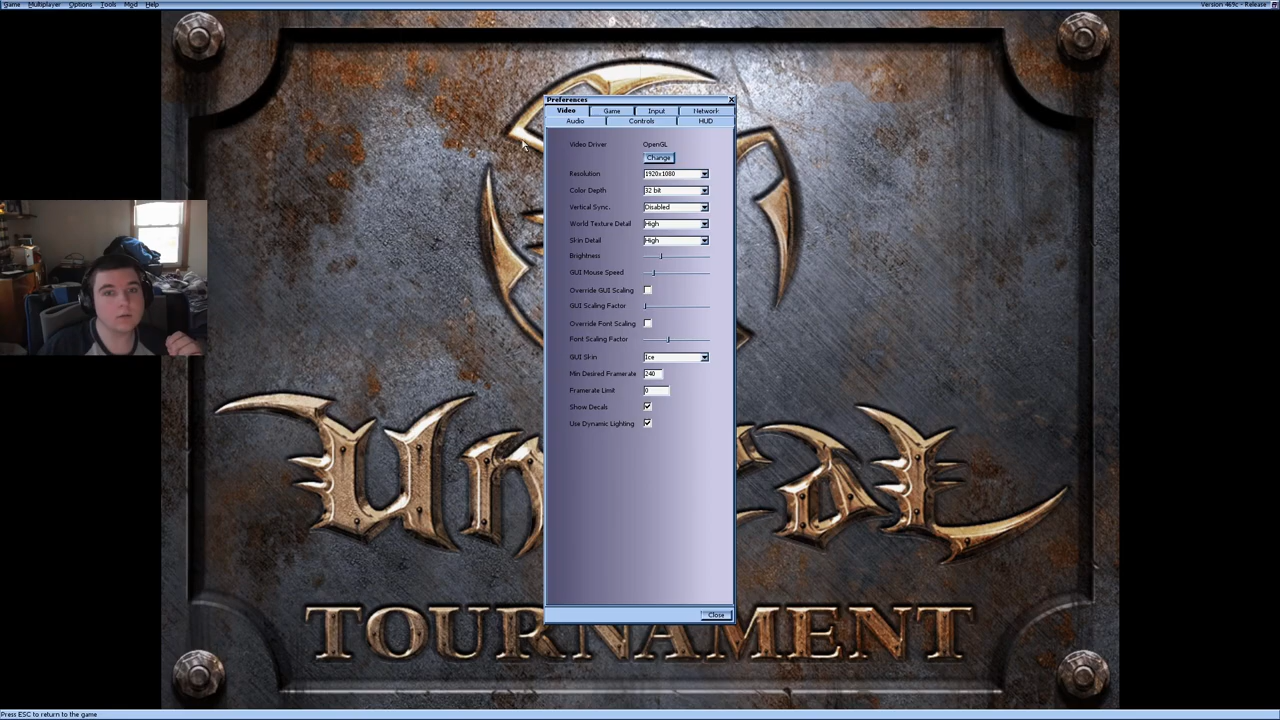 Game Multiplayer Options Tools Mod Help Version 469c - Release
Preferences
Video Game Input Network
Audio Controls HUD
Video Driver OpenGL
Change
Resolution 1920x1080
Color Depth 32 bit
Vertical Sync. Disabled
World Texture Detail High
Skin Detail High
Brightness
GUI Mouse Speed
Override GUI Scaling
GUI Scaling Factor
Override Font Scaling
Font Scaling Factor
GUI Skin Ice
Min Desired Framerate 240
Framerate Limit 0
Show Decals
Use Dynamic Lighting
Close
UNREAL
TOURNAMENT
Press ESC to return to the game